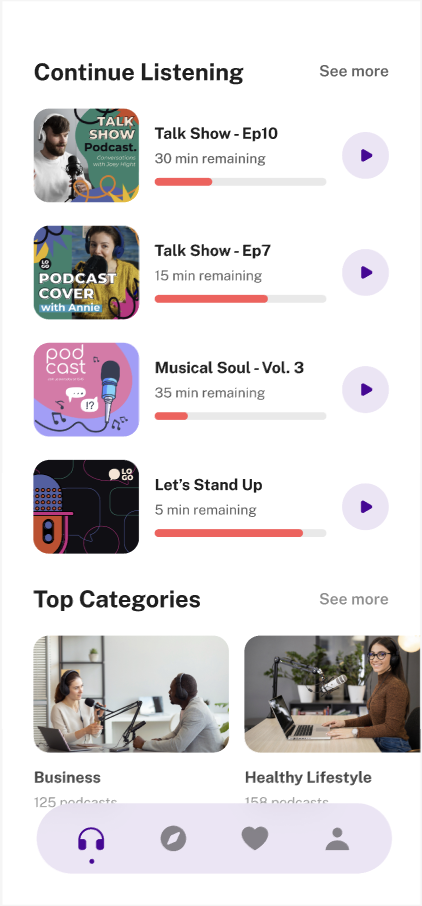 Continue Listening
See more
TALK
SHOW
Podcast.
Conversations
with Joey Hight
Talk Show - Ep10
30 min remaining
LO
GO
PODCAST
COVER
with Annie
Talk Show - Ep7
15 min remaining
pod
cast
!?
Musical Soul - Vol. 3
35 min remaining
LO
GO
Let’s Stand Up
5 min remaining
Top Categories
See more
Business
Healthy Lifestyle
125 podcasts
158 podcasts